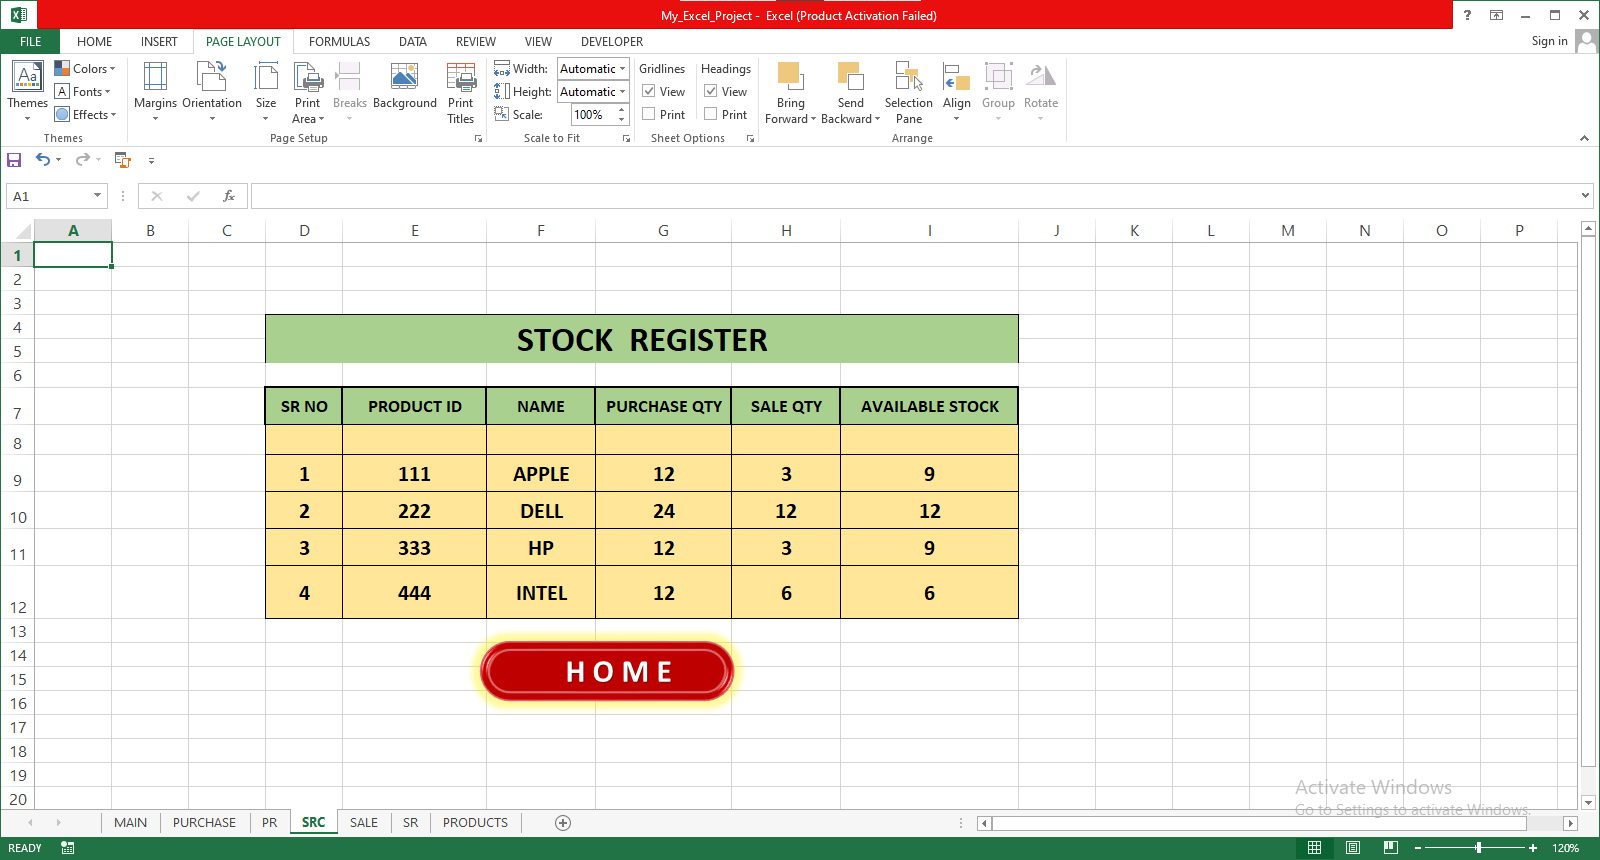 My_Excel_Project -  Excel (Product Activation Failed)
?
FILE HOME INSERT PAGE LAYOUT FORMULAS DATA REVIEW VIEW DEVELOPER Sign in
Aa Colors Width: Automatic Gridlines Headings
A Fonts Height: Automatic View View
Effects Scale: 100% Print Print
Themes Margins Orientation Size Print Area Breaks Background Print Titles Bring Forward Send Backward Selection Pane Align Group Rotate
Themes Page Setup Scale to Fit Sheet Options Arrange
A1 fx
A B C D E F G H I J K L M N O P
1
2
3
4
STOCK  REGISTER
5
6
7 SR NO PRODUCT ID NAME PURCHASE QTY SALE QTY AVAILABLE STOCK
8
9 1 111 APPLE 12 3 9
10 2 222 DELL 24 12 12
11 3 333 HP 12 3 9
12 4 444 INTEL 12 6 6
13
14
HOME
15
16
17
18
19
20
Activate Windows
Go to Settings to activate Windows.
MAIN PURCHASE PR SRC SALE SR PRODUCTS
READY 120%